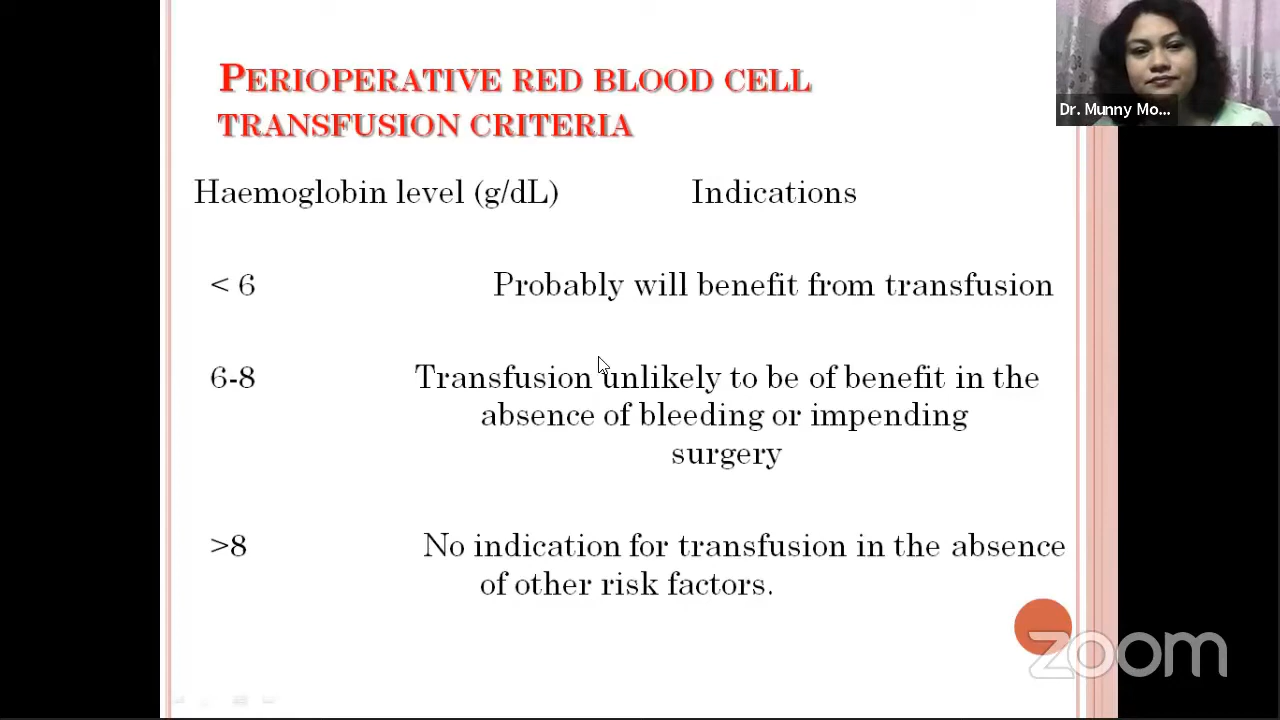 PERIOPERATIVE RED BLOOD CELL
TRANSFUSION CRITERIA
Haemoglobin level (g/dL) Indications
< 6 Probably will benefit from transfusion
6-8 Transfusion unlikely to be of benefit in the
absence of bleeding or impending
surgery
>8 No indication for transfusion in the absence
of other risk factors.
Dr. Munny Mo...
zoom